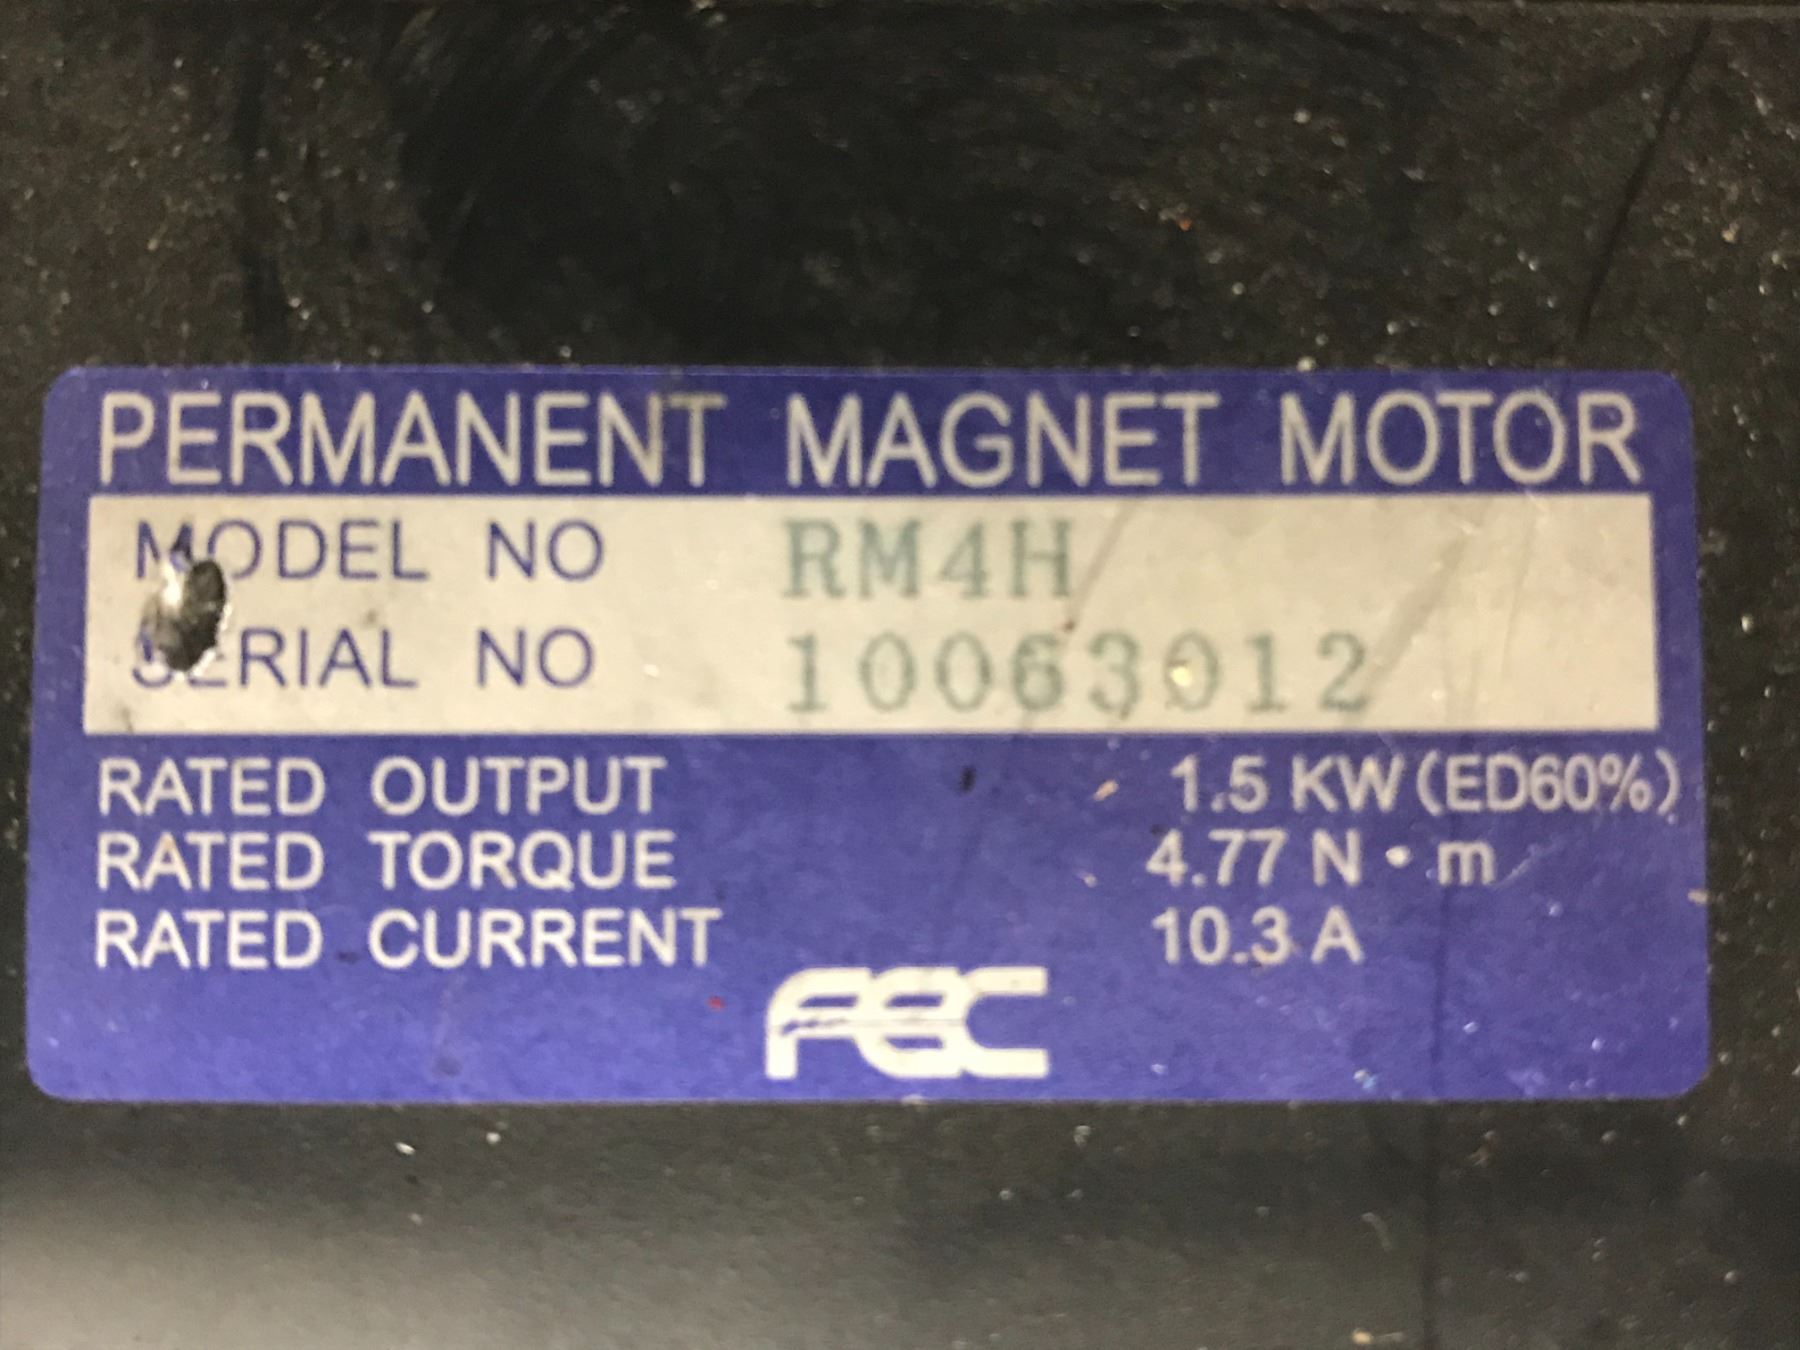 PERMANENT MAGNET MOTOR
MODEL NO RM4H
SERIAL NO 10063012
RATED OUTPUT 1.5 KW (ED60%)
RATED TORQUE 4.77 N・m
RATED CURRENT 10.3 A
FEC